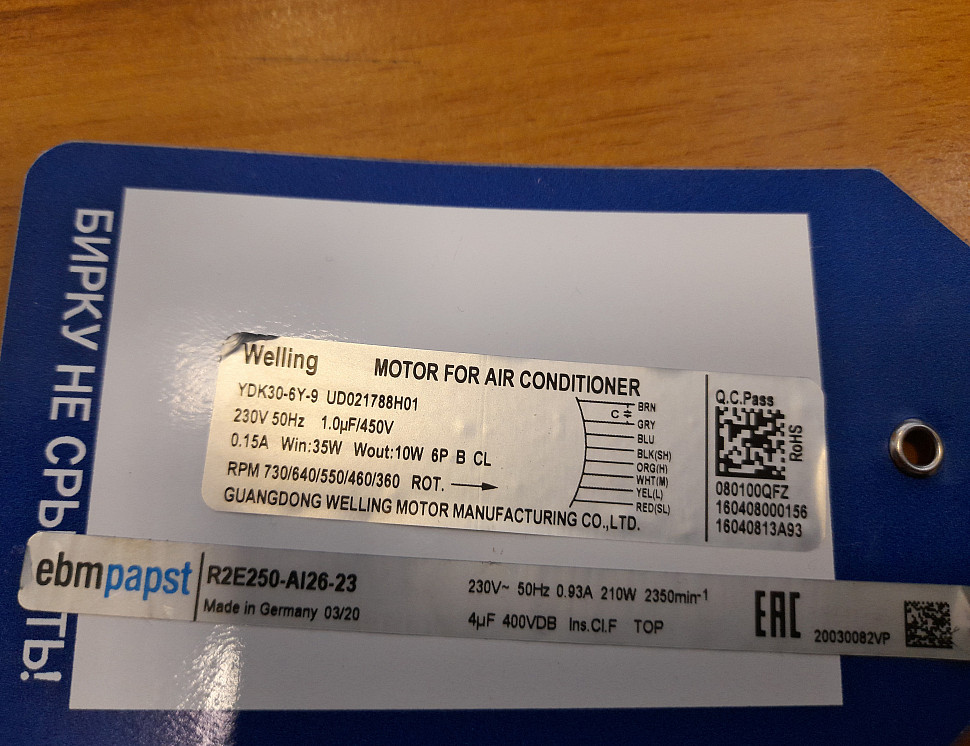 БИРКУ НЕ СРЫ ТЬ!
Welling
MOTOR FOR AIR CONDITIONER
YDK30-6Y-9 UD021788H01
230V 50Hz 1.0µF/450V
0.15A Win:35W Wout:10W 6P B CL
RPM 730/640/550/460/360 ROT.
GUANGDONG WELLING MOTOR MANUFACTURING CO.,LTD.
C
BRN
GRY
BLU
BLK(SH)
ORG(H)
WHT(M)
YEL(L)
RED(SL)
Q.C.Pass
RoHS
080100QFZ
160408000156
16040813A93
ebmpapst
R2E250-AI26-23
Made in Germany 03/20
230V~ 50Hz 0.93A 210W 2350min-1
4µF 400VDB Ins.Cl.F TOP
EAC
20030082VP